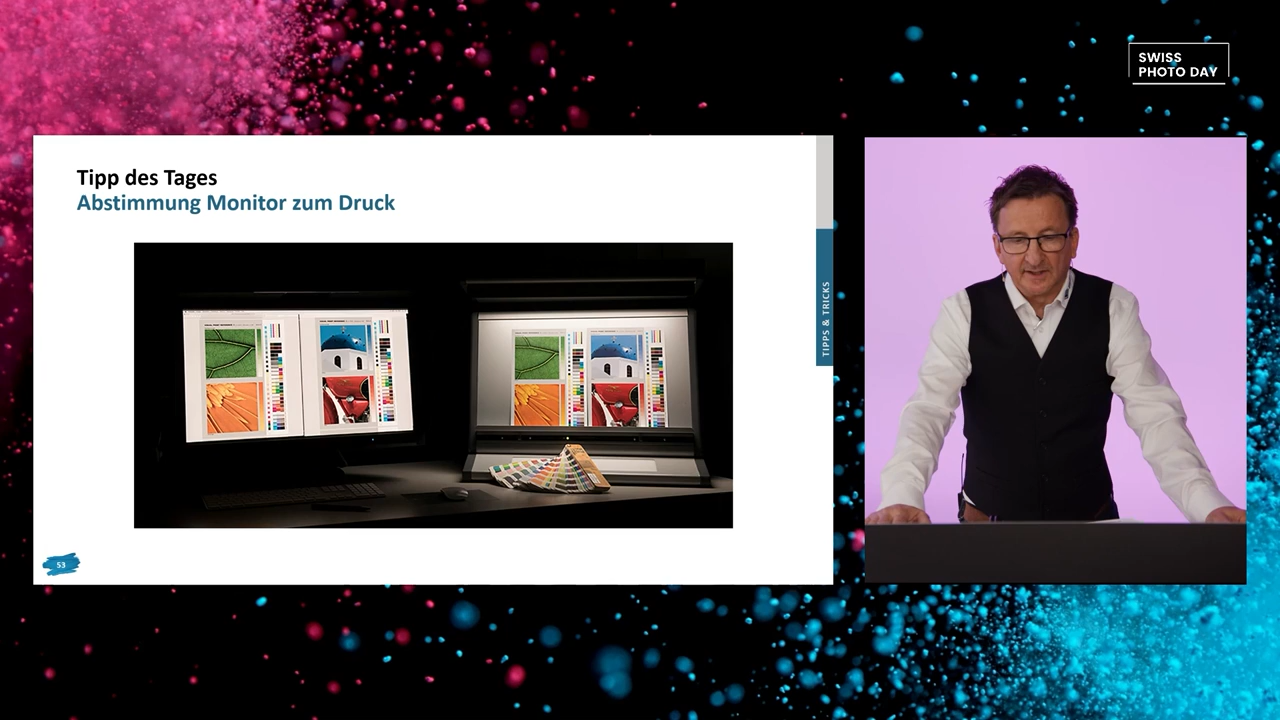 SWISS
PHOTO DAY
Tipp des Tages
Abstimmung Monitor zum Druck
TIPPS & TRICKS
53